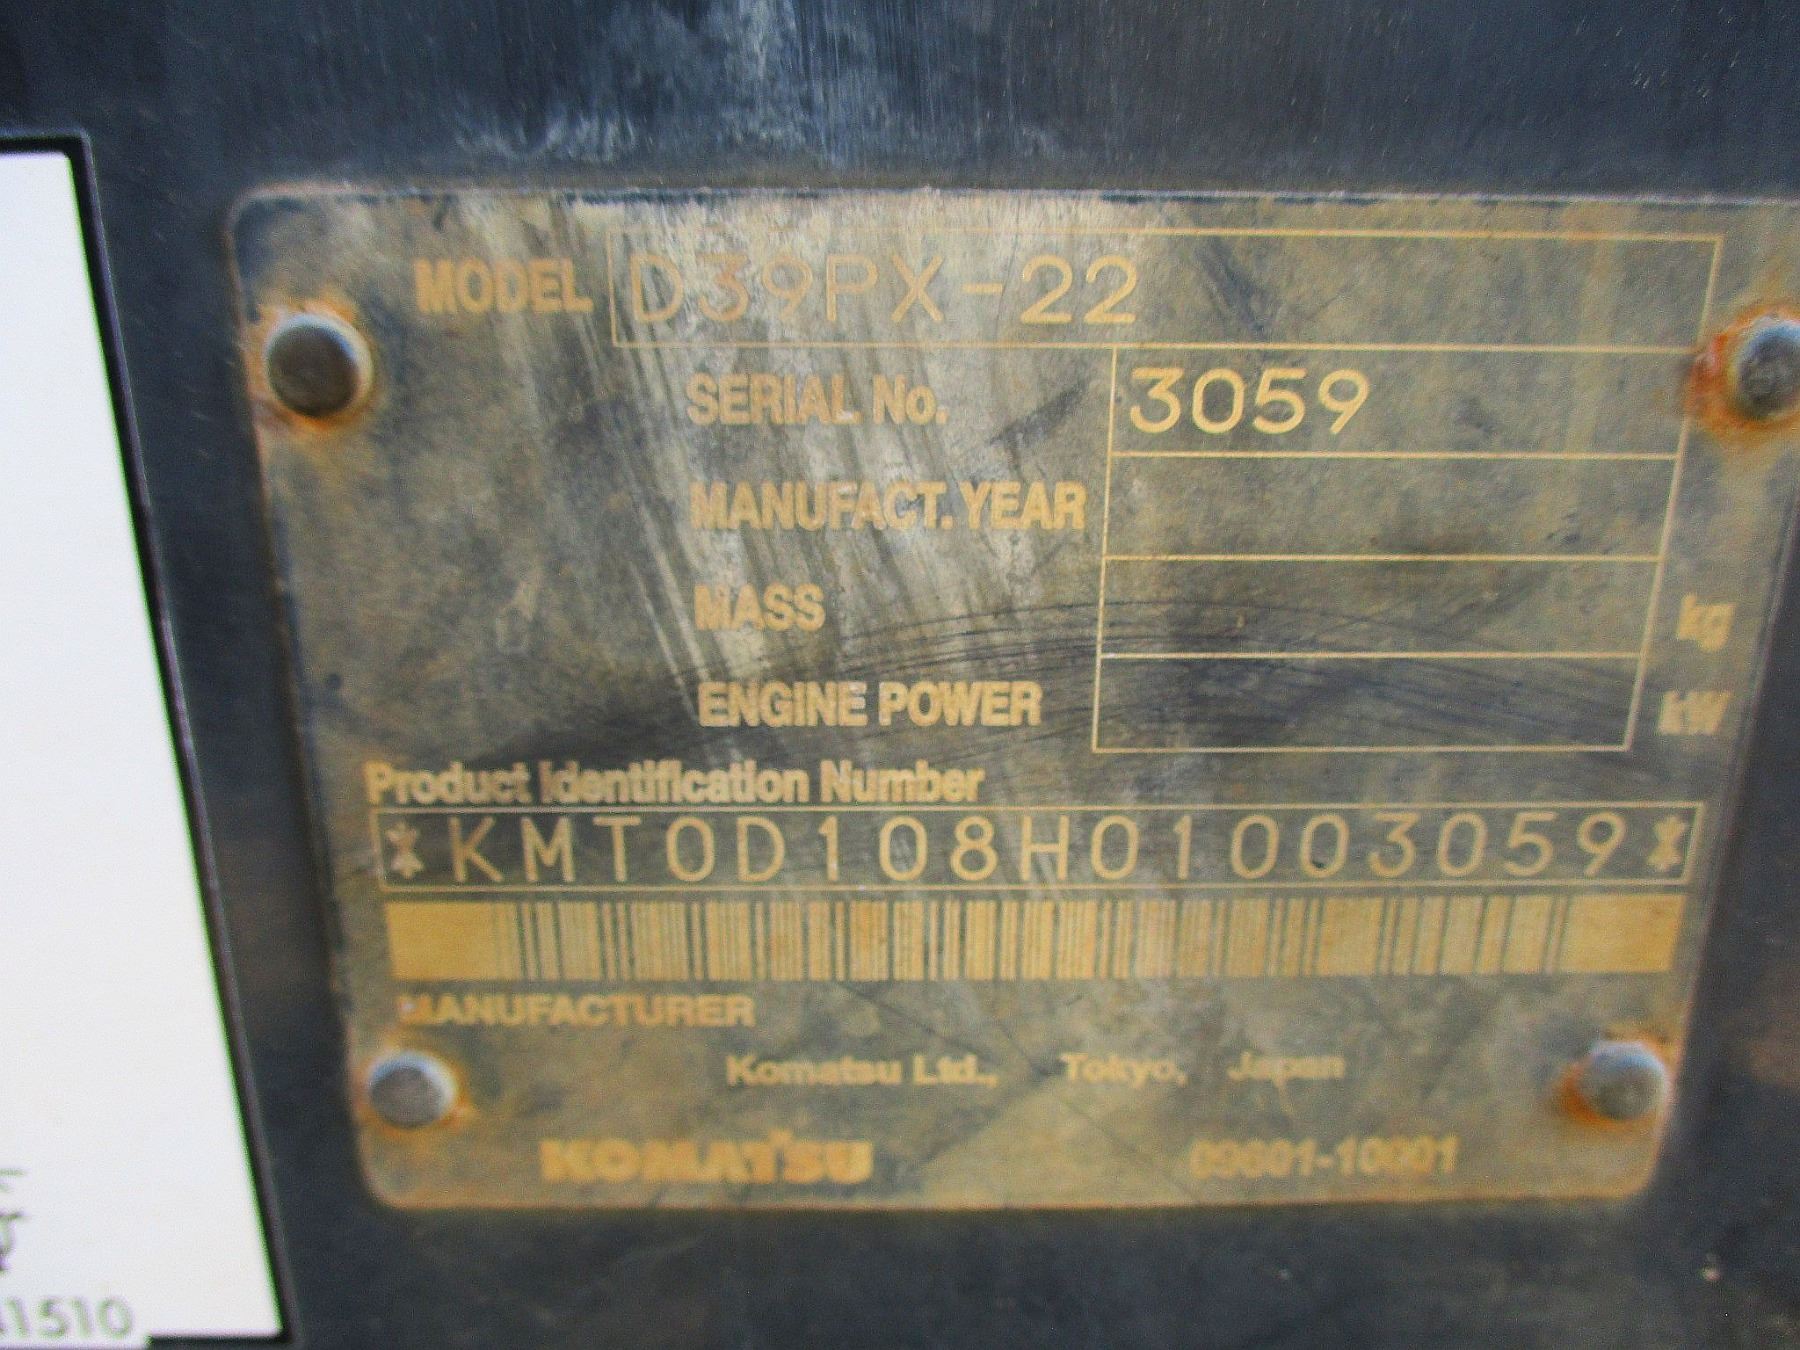 MODEL D39PX-22
SERIAL No. 3059
MANUFACT. YEAR
MASS kg
ENGINE POWER kW
Product Identification Number
*KMT0D108H01003059*
MANUFACTURER
Komatsu Ltd., Tokyo, Japan
KOMATSU
1510